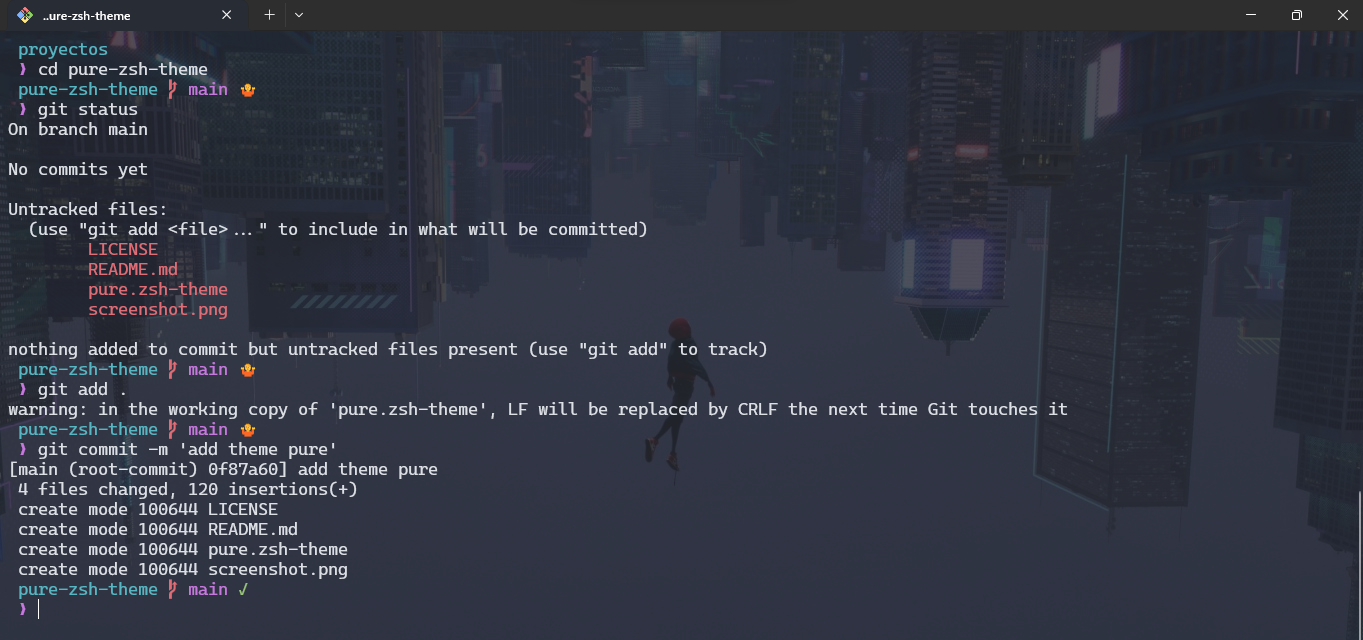 ..ure-zsh-theme
proyectos
❱ cd pure-zsh-theme
pure-zsh-theme main 🤷
❱ git status
On branch main
No commits yet
Untracked files:
(use "git add <file>..." to include in what will be committed)
LICENSE
README.md
pure.zsh-theme
screenshot.png
nothing added to commit but untracked files present (use "git add" to track)
pure-zsh-theme main 🤷
❱ git add .
warning: in the working copy of 'pure.zsh-theme', LF will be replaced by CRLF the next time Git touches it
pure-zsh-theme main 🤷
❱ git commit -m 'add theme pure'
[main (root-commit) 0f87a60] add theme pure
4 files changed, 120 insertions(+)
create mode 100644 LICENSE
create mode 100644 README.md
create mode 100644 pure.zsh-theme
create mode 100644 screenshot.png
pure-zsh-theme main ✓
❱